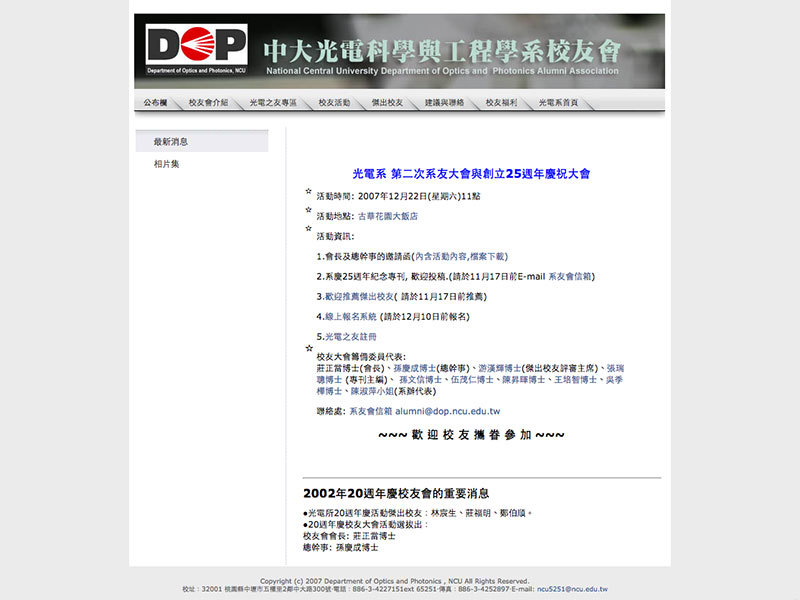 DOP
Department of Optics and Photonics, NCU
中大光電科學與工程學系校友會
National Central University Department of Optics and Photonics Alumni Association
公布欄 校友會介紹 光電之友專區 校友活動 傑出校友 建議與聯絡 校友福利 光電系首頁
最新消息
相片集
光電系 第二次系友大會與創立25週年慶祝大會
☆ 活動時間: 2007年12月22日(星期六)11點
☆ 活動地點: 古華花園大飯店
☆ 活動資訊:
1.會長及總幹事的邀請函(內含活動內容,檔案下載)
2.系慶25週年紀念專刊, 歡迎投稿.(請於11月17日前E-mail 系友會信箱)
3.歡迎推薦傑出校友( 請於11月17日前推薦)
4.線上報名系統 (請於12月10日前報名)
5.光電之友註冊
☆ 校友大會籌備委員代表:
莊正當博士(會長)、孫慶成博士(總幹事)、游漢輝博士(傑出校友評審主席)、張瑞
聰博士 (專刊主編)、 孫文信博士、伍茂仁博士、陳昇暉博士、王培智博士、吳季
樺博士、陳淑萍小姐(系辦代表)
聯絡處: 系友會信箱 alumni@dop.ncu.edu.tw
~~~ 歡 迎 校 友 攜 眷 參 加 ~~~
2002年20週年慶校友會的重要消息
●光電所20週年慶活動傑出校友：林宸生、莊福明、鄭伯順。
●20週年慶校友大會活動選拔出：
校友會會長: 莊正當博士
總幹事: 孫慶成博士
Copyright (c) 2007 Department of Optics and Photonics , NCU All Rights Reserved.
校址：32001 桃園縣中壢市五權里2鄰中大路300號‧電話：886-3-4227151ext 65251‧傳真：886-3-4252897‧E-mail: ncu5251@ncu.edu.tw